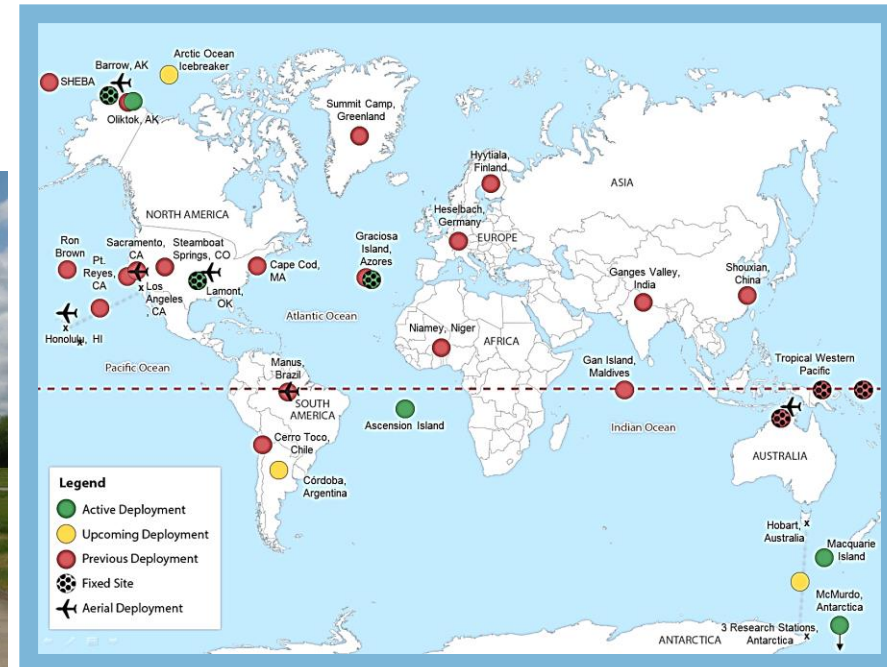 Arctic Ocean
Icebreaker
Barrow, AK
SHEBA
Oliktok, AK
Summit Camp,
Greenland
Hyytiala,
Finland
ASIA
NORTH AMERICA
Heselbach,
Germany
EUROPE
Ron
Brown
Pt.
Reyes,
CA
Sacramento,
CA
Steamboat
Springs, CO
Cape Cod,
MA
Graciosa
Island,
Azores
Ganges Valley,
India
Shouxian,
China
x Los
Angeles
CA
Lamont,
OK
Atlantic Ocean
x
Honolulu, HI
x
Niamey, Niger
AFRICA
Pacific Ocean
Manus,
Brazil
Gan Island,
Maldives
Tropical Western
Pacific
SOUTH
AMERICA
Ascension Island
Indian Ocean
Cerro Toco,
Chile
AUSTRALIA
Córdoba,
Argentina
Legend
Active Deployment
Upcoming Deployment
Previous Deployment
Fixed Site
Aerial Deployment
Hobart, x
Australia
Macquarie
Island
McMurdo,
Antarctica
3 Research Stations,
Antarctica x
ANTARCTICA